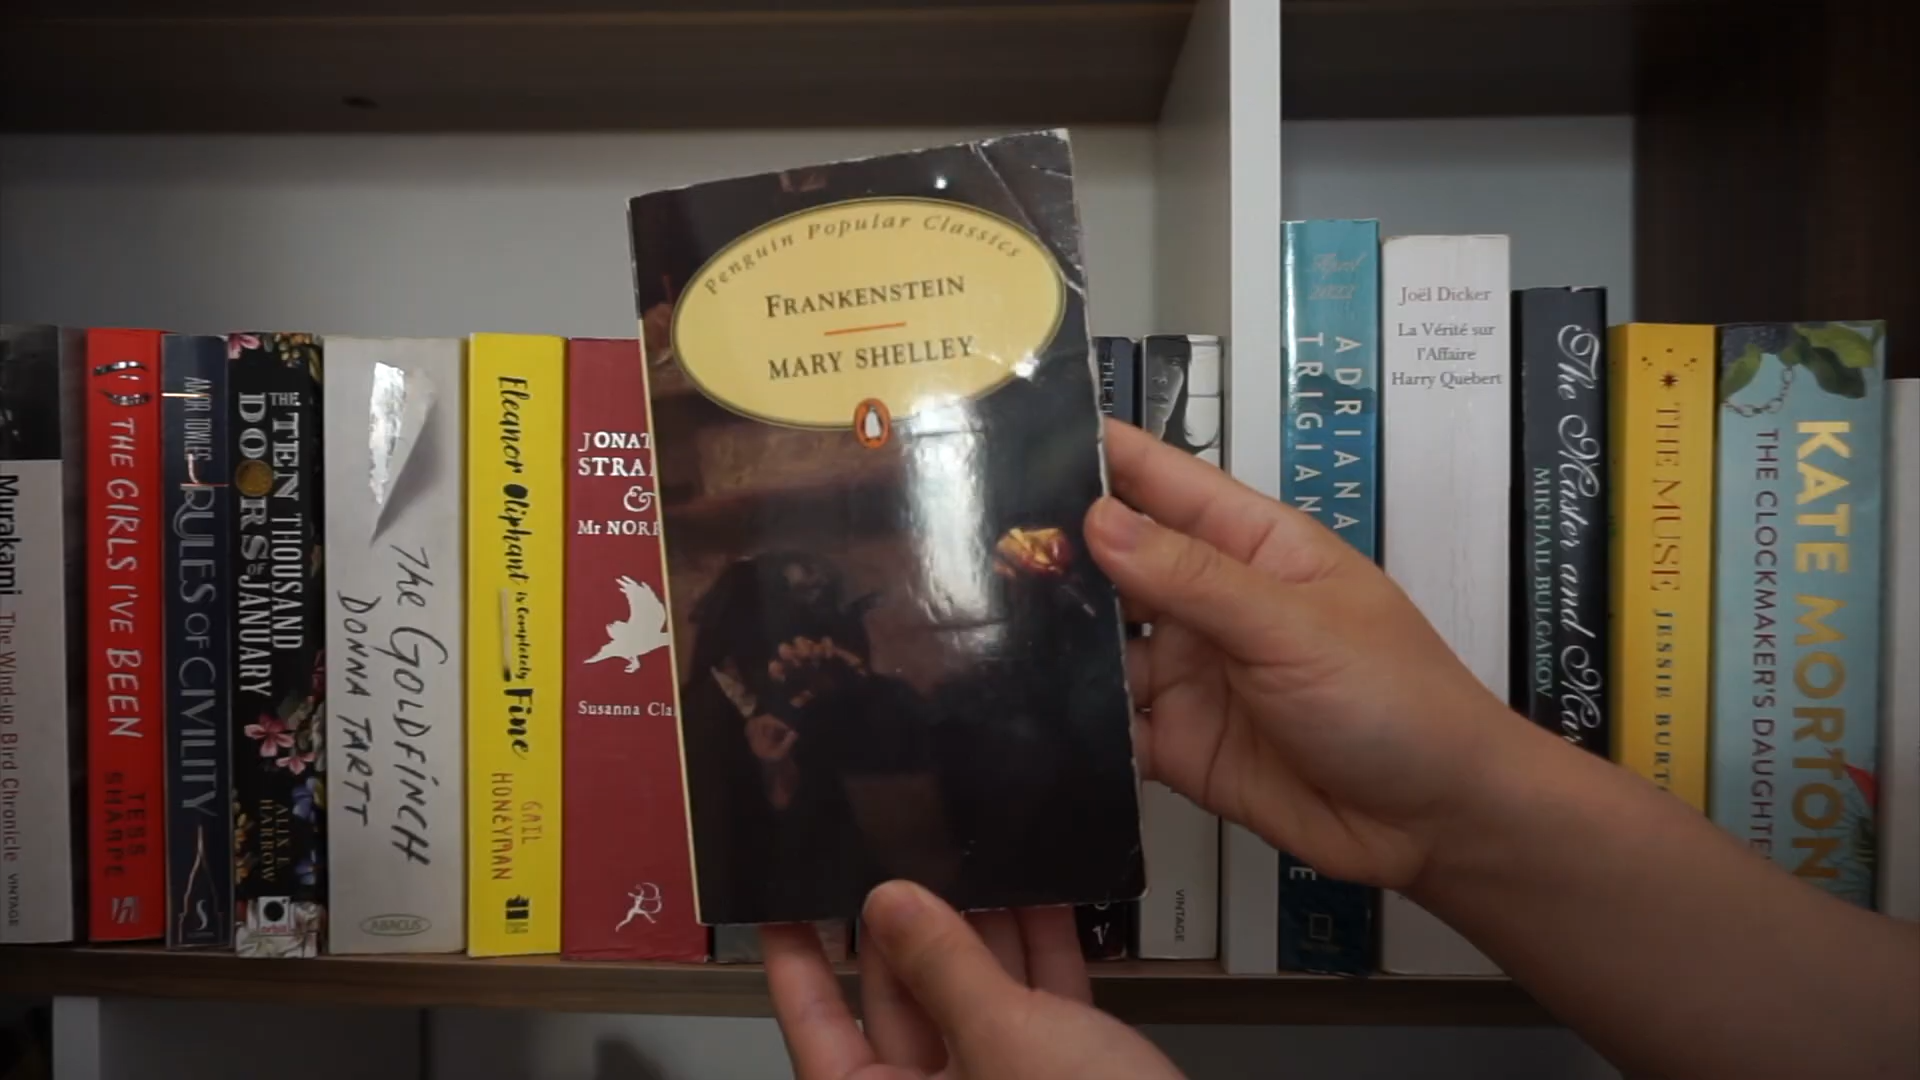 Penguin Popular Classics
FRANKENSTEIN
MARY SHELLEY
Murakami The Wind-up Bird Chronicle VINTAGE
THE GIRLS I'VE BEEN
TESS
SHARPE
AMOR TOWLES
RULES OF CIVILITY
THE TEN THOUSAND
DOORS OF JANUARY
ALIX E.
HARROW
orbit
The GOLDFINCH
DONNA TARTT
ABACUS
Eleanor Oliphant is Completely Fine
GAIL
HONEYMAN
JONAT
STRA
&
Mr NORR
Susanna Cla
VINTAGE
ADRIANA
TRIGIAN
E
Joël Dicker
La Vérité sur
l'Affaire
Harry Quebert
The Master and Mar
MIKHAIL BULGAKOV
THE MUSE JESSIE BURT
KATE MORTON
THE CLOCKMAKER'S DAUGHTE